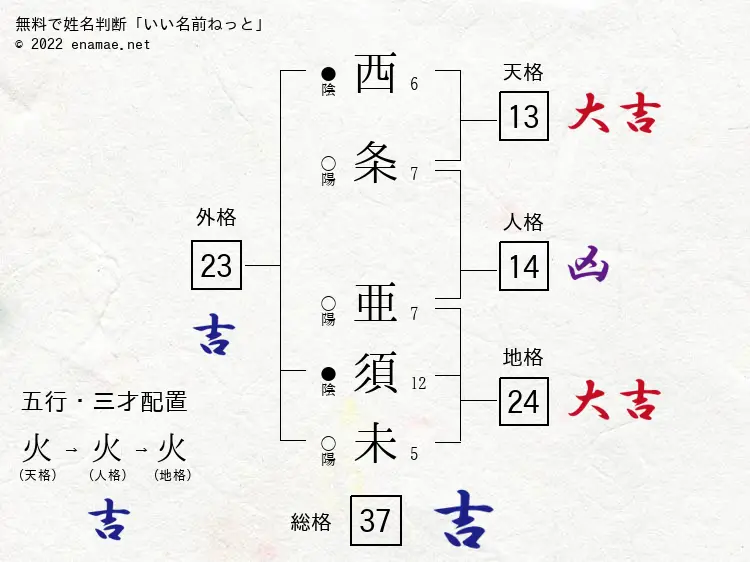 無料で姓名判断「いい名前ねっと」
© 2022 enamae.net
●陰 西 6
○陽 条 7
○陽 亜 7
●陰 須 12
○陽 未 5
天格
13 大吉
人格
14 凶
地格
24 大吉
外格
23
吉
五行・三才配置
火 → 火 → 火
(天格) (人格) (地格)
吉
総格 37 吉